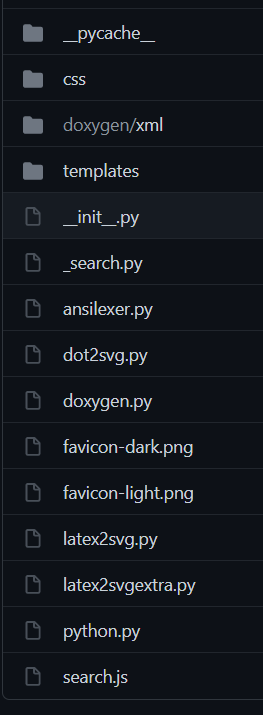 __pycache__
css
doxygen/xml
templates
__init__.py
_search.py
ansilexer.py
dot2svg.py
doxygen.py
favicon-dark.png
favicon-light.png
latex2svg.py
latex2svgextra.py
python.py
search.js